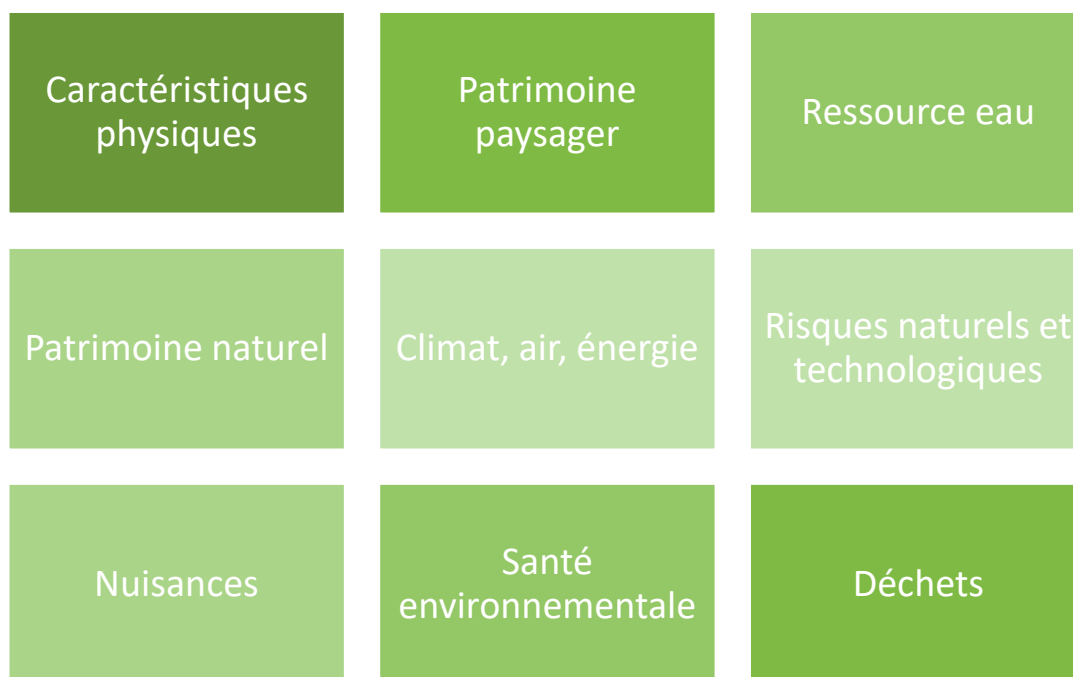 Caractéristiques
physiques
Patrimoine
paysager
Ressource eau
Patrimoine naturel
Climat, air, énergie
Risques naturels et
technologiques
Nuisances
Santé
environnementale
Déchets